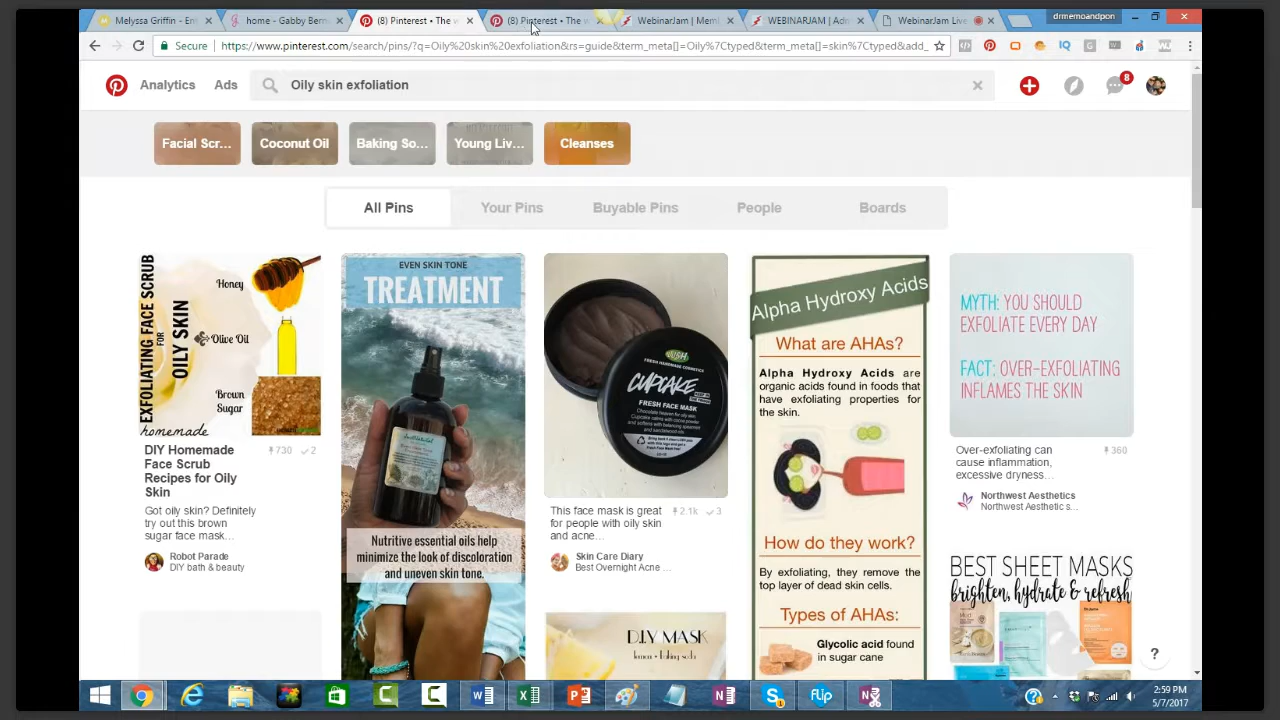 Melyssa Griffin - En
home - Gabby Bern
(8) Pinterest • The w
(8) Pinterest • The w
WebinarJam | Mem
WEBINARJAM | Adm
WebinarJam Live
drmemoandpon
Secure
https://www.pinterest.com/search/pins/?q=Oily%20skin%20exfoliation&rs=guide&term_meta[]=Oily%7Ctyped&term_meta[]=skin%7Ctyped&add_
Analytics
Ads
Oily skin exfoliation
8
Facial Scr...
Coconut Oil
Baking So...
Young Liv...
Cleanses
All Pins
Your Pins
Buyable Pins
People
Boards
EXFOLIATING FACE SCRUB
FOR
OILY SKIN
Honey
Olive Oil
Brown
Sugar
homemade
DIY Homemade
Face Scrub
Recipes for Oily
Skin
730
2
Got oily skin? Definitely
try out this brown
sugar face mask...
Robot Parade
DIY bath & beauty
EVEN SKIN TONE
TREATMENT
Nutritive essential oils help
minimize the look of discoloration
and uneven skin tone.
LUSH
FRESH HANDMADE COSMETICS
CUPCAKE
FRESH FACE MASK
This face mask is great
for people with oily skin
and acne...
2.1k
3
Skin Care Diary
Best Overnight Acne ...
DIY MASK
lemon + baking soda
Alpha Hydroxy Acids
What are AHAs?
Alpha Hydroxy Acids are
organic acids found in foods that
have exfoliating properties for
the skin.
How do they work?
By exfoliating, they remove the
top layer of dead skin cells.
Types of AHAs:
Glycolic acid found
in sugar cane
MYTH: YOU SHOULD
EXFOLIATE EVERY DAY
FACT: OVER-EXFOLIATING
INFLAMES THE SKIN
Over-exfoliating can
cause inflammation,
excessive dryness...
360
Northwest Aesthetics
Northwest Aesthetic s...
BEST SHEET MASKS
brighten, hydrate & refresh
?
2:59 PM
5/7/2017